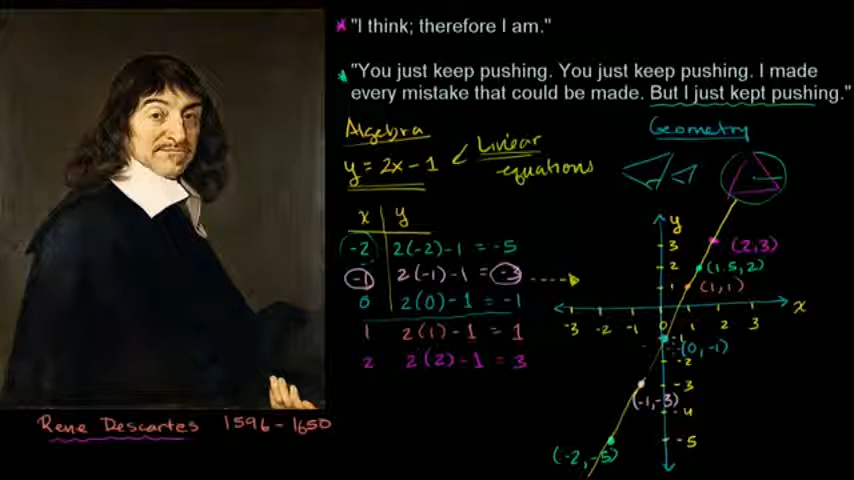 "I think; therefore I am."
"You just keep pushing. You just keep pushing. I made
every mistake that could be made. But I just kept pushing."
Algebra
y = 2x - 1
Linear
equations
Geometry
x y
-2 2(-2)-1 = -5
-1 2(-1)-1 = -3
0 2(0)-1 = -1
1 2(1)-1 = 1
2 2(2)-1 = 3
y
3
2
1
(2,3)
(1.5,2)
(1,1)
-3 -2 -1 0 1 2 3 x
-1
(0,-1)
-2
-3
(-1,-3)
-4
-5
(-2,-5)
Rene Descartes 1596-1650